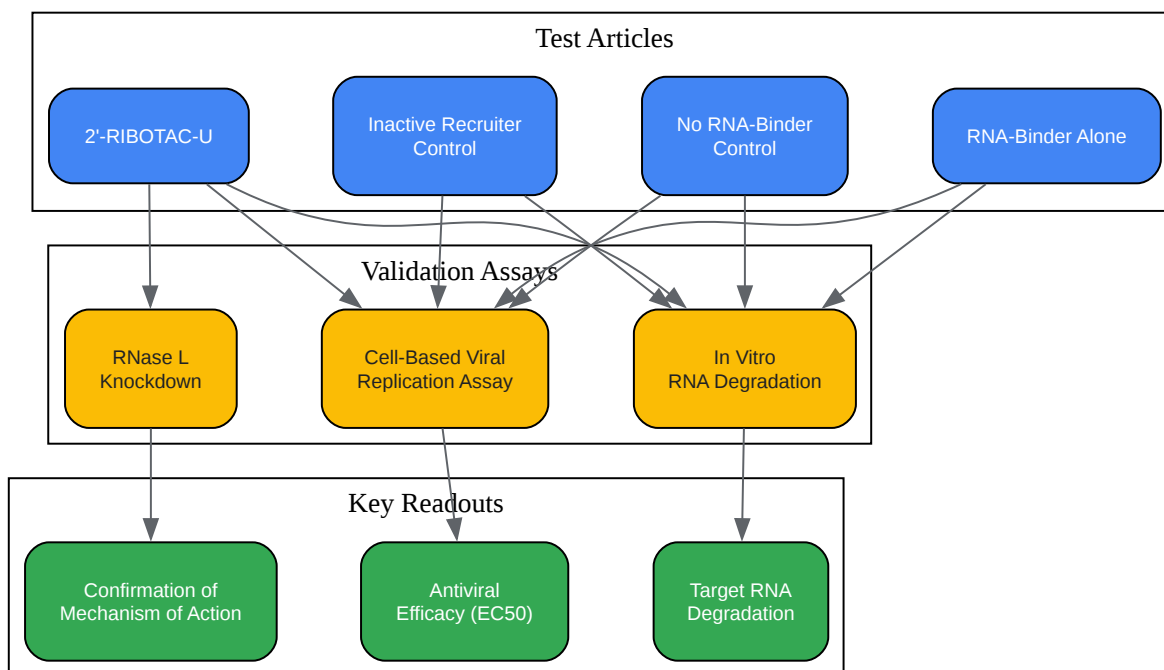 Test Articles
2'-RIBOTAC-U
Inactive Recruiter
Control
No RNA-Binder
Control
RNA-Binder Alone
Validation Assays
RNase L
Knockdown
Cell-Based Viral
Replication Assay
In Vitro
RNA Degradation
Key Readouts
Confirmation of
Mechanism of Action
Antiviral
Efficacy (EC50)
Target RNA
Degradation